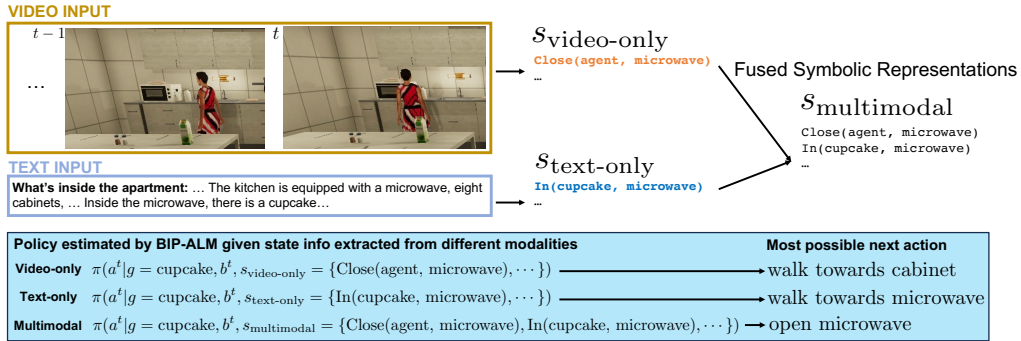 VIDEO INPUT
t − 1
t
...
s_video-only
Close(agent, microwave)
…
Fused Symbolic Representations
s_multimodal
Close(agent, microwave)
In(cupcake, microwave)
…
TEXT INPUT
What's inside the apartment: … The kitchen is equipped with a microwave, eight
cabinets, … Inside the microwave, there is a cupcake…
s_text-only
In(cupcake, microwave)
…
Policy estimated by BIP-ALM given state info extracted from different modalities
Most possible next action
Video-only π(a^t|g = cupcake, b^t, s_video-only = {Close(agent, microwave), ⋯}) walk towards cabinet
Text-only π(a^t|g = cupcake, b^t, s_text-only = {In(cupcake, microwave), ⋯}) walk towards microwave
Multimodal π(a^t|g = cupcake, b^t, s_multimodal = {Close(agent, microwave), In(cupcake, microwave), ⋯}) open microwave